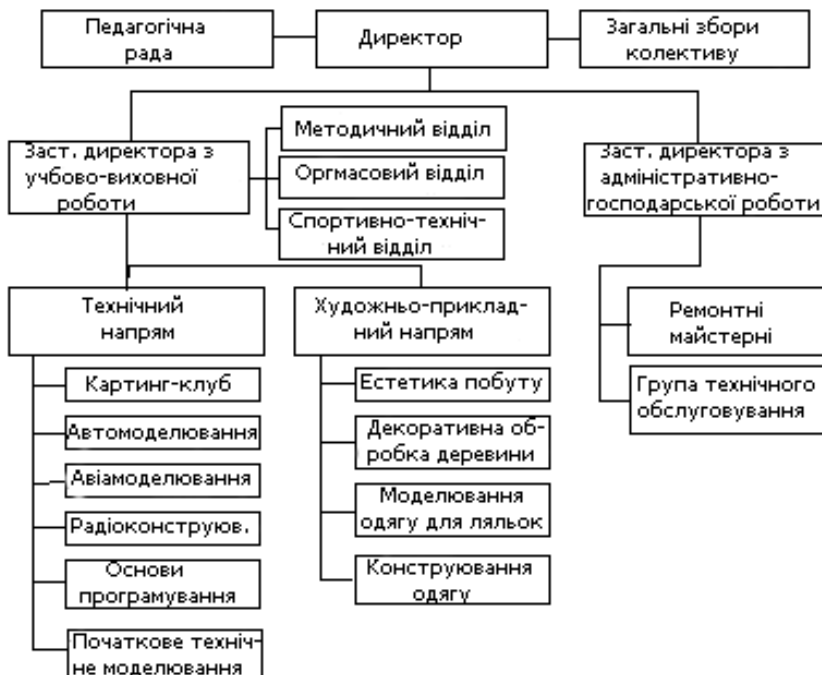 Педагогічна
рада
Директор
Загальні збори
колективу
Заст. директора з
учбово-виховної
роботи
Методичний відділ
Оргмасовий відділ
Спортивно-техніч-
ний відділ
Заст. директора з
адміністративно-
господарської роботи
Технічний
напрям
Художньо-приклад-
ний напрям
Ремонтні
майстерні
Група технічного
обслуговування
Картинг-клуб
Автомоделювання
Авіамоделювання
Радіоконструюв.
Основи
програмування
Початкове техніч-
не моделювання
Естетика побуту
Декоративна об-
робка деревини
Моделювання
одягу для ляльок
Конструювання
одягу